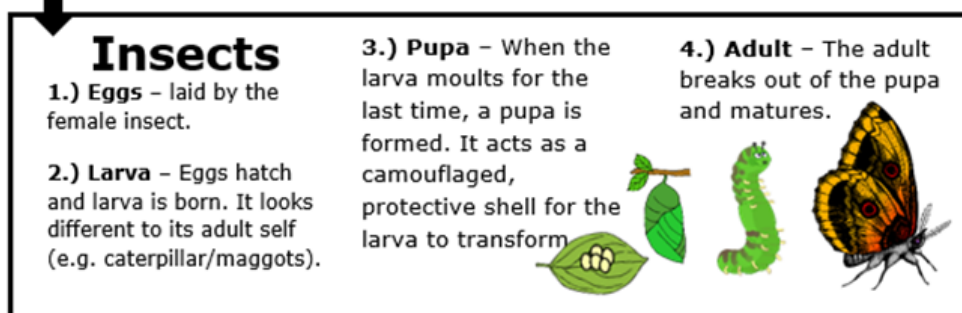 Insects
1.) Eggs – laid by the
female insect.
2.) Larva – Eggs hatch
and larva is born. It looks
different to its adult self
(e.g. caterpillar/maggots).
3.) Pupa – When the
larva moults for the
last time, a pupa is
formed. It acts as a
camouflaged,
protective shell for the
larva to transform
4.) Adult – The adult
breaks out of the pupa
and matures.